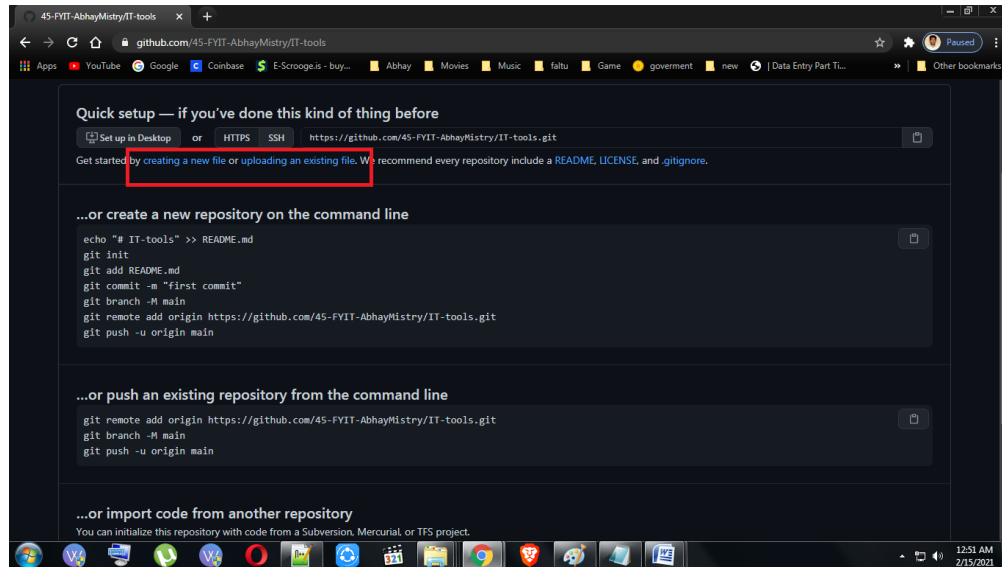 45-FYIT-AbhayMistry/IT-tools
github.com/45-FYIT-AbhayMistry/IT-tools
Paused
Apps YouTube Google Coinbase E-Scrooge.is - buy... Abhay Movies Music faltu Game goverment new | Data Entry Part Ti... » Other bookmarks
Quick setup — if you've done this kind of thing before
Set up in Desktop or HTTPS SSH https://github.com/45-FYIT-AbhayMistry/IT-tools.git
Get started by creating a new file or uploading an existing file. We recommend every repository include a README, LICENSE, and .gitignore.
...or create a new repository on the command line
echo "# IT-tools" >> README.md
git init
git add README.md
git commit -m "first commit"
git branch -M main
git remote add origin https://github.com/45-FYIT-AbhayMistry/IT-tools.git
git push -u origin main
...or push an existing repository from the command line
git remote add origin https://github.com/45-FYIT-AbhayMistry/IT-tools.git
git branch -M main
git push -u origin main
...or import code from another repository
You can initialize this repository with code from a Subversion, Mercurial, or TFS project.
321
12:51 AM
2/15/2021